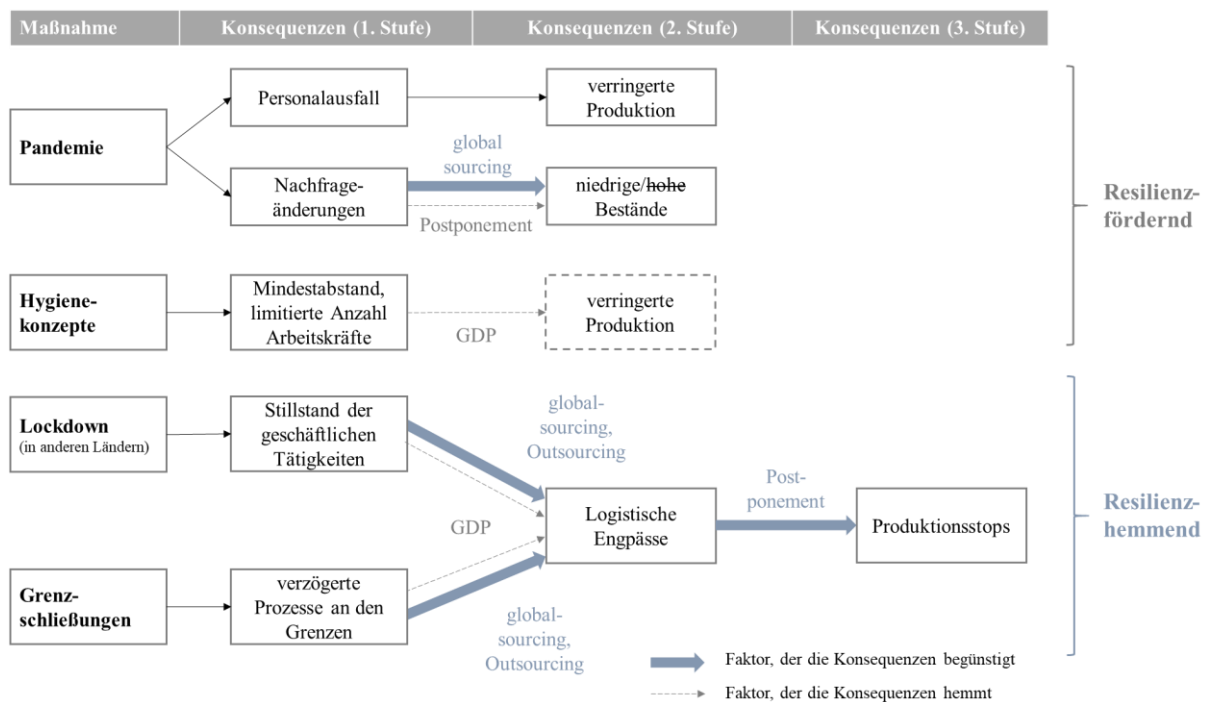 Maßnahme
Konsequenzen (1. Stufe)
Konsequenzen (2. Stufe)
Konsequenzen (3. Stufe)
Pandemie
Personalausfall
verringerte
Produktion
Nachfrage-
änderungen
global
sourcing
Postponement
niedrige/hohe
Bestände
Hygiene-
konzepte
Mindestabstand,
limitierte Anzahl
Arbeitskräfte
GDP
verringerte
Produktion
Resilienz-
fördernd
Lockdown
(in anderen Ländern)
Stillstand der
geschäftlichen
Tätigkeiten
global-
sourcing,
Outsourcing
GDP
Logistische
Engpässe
Post-
ponement
Produktionsstops
Grenz-
schließungen
verzögerte
Prozesse an den
Grenzen
global-
sourcing,
Outsourcing
Resilienz-
hemmend
Faktor, der die Konsequenzen begünstigt
Faktor, der die Konsequenzen hemmt